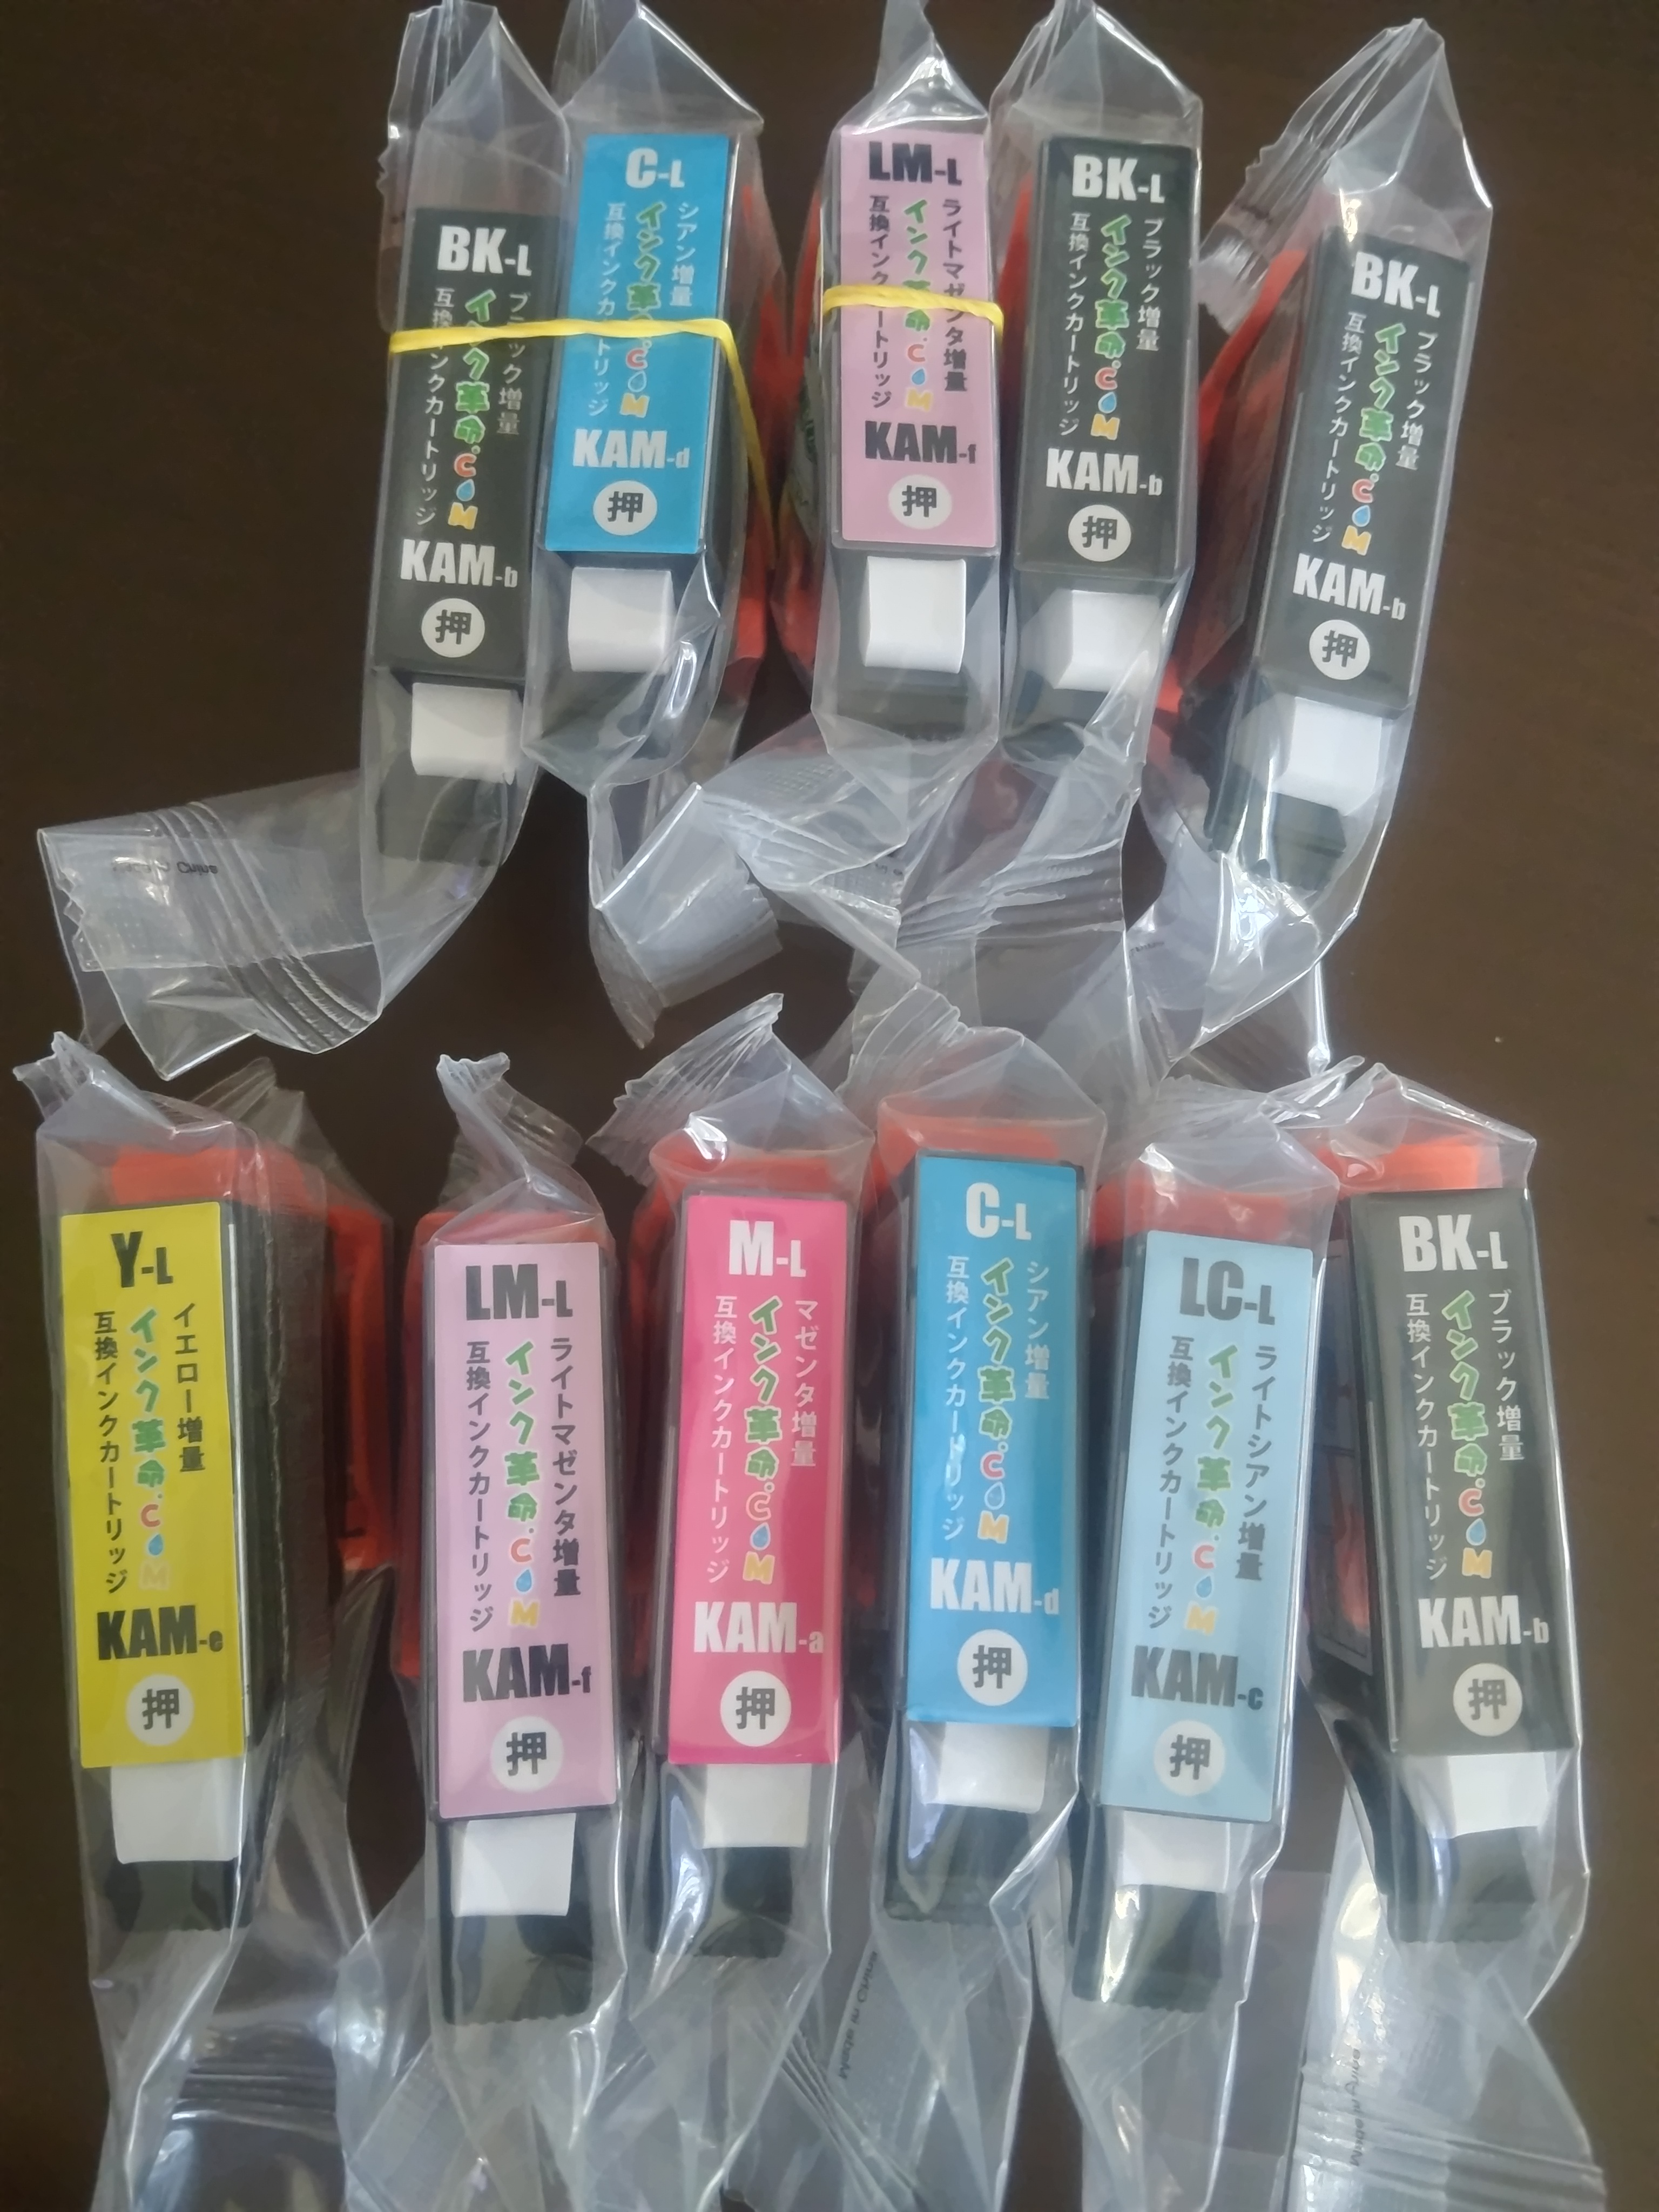 BK-L
ブラック増量
インク革命.COM
互換インクカートリッジ
KAM-b
押
C-L
シアン増量
インク革命.COM
互換インクカートリッジ
KAM-d
押
LM-L
ライトマゼンタ増量
インク革命.COM
互換インクカートリッジ
KAM-f
押
BK-L
ブラック増量
インク革命.COM
互換インクカートリッジ
KAM-b
押
BK-L
ブラック増量
インク革命.COM
互換インクカートリッジ
KAM-b
押
Y-L
イエロー増量
インク革命.COM
互換インクカートリッジ
KAM-e
押
LM-L
ライトマゼンタ増量
インク革命.COM
互換インクカートリッジ
KAM-f
押
M-L
マゼンタ増量
インク革命.COM
互換インクカートリッジ
KAM-a
押
C-L
シアン増量
インク革命.COM
互換インクカートリッジ
KAM-d
押
LC-L
ライトシアン増量
インク革命.COM
互換インクカートリッジ
KAM-c
押
BK-L
ブラック増量
インク革命.COM
互換インクカートリッジ
KAM-b
押
China
Made in China
Made in China